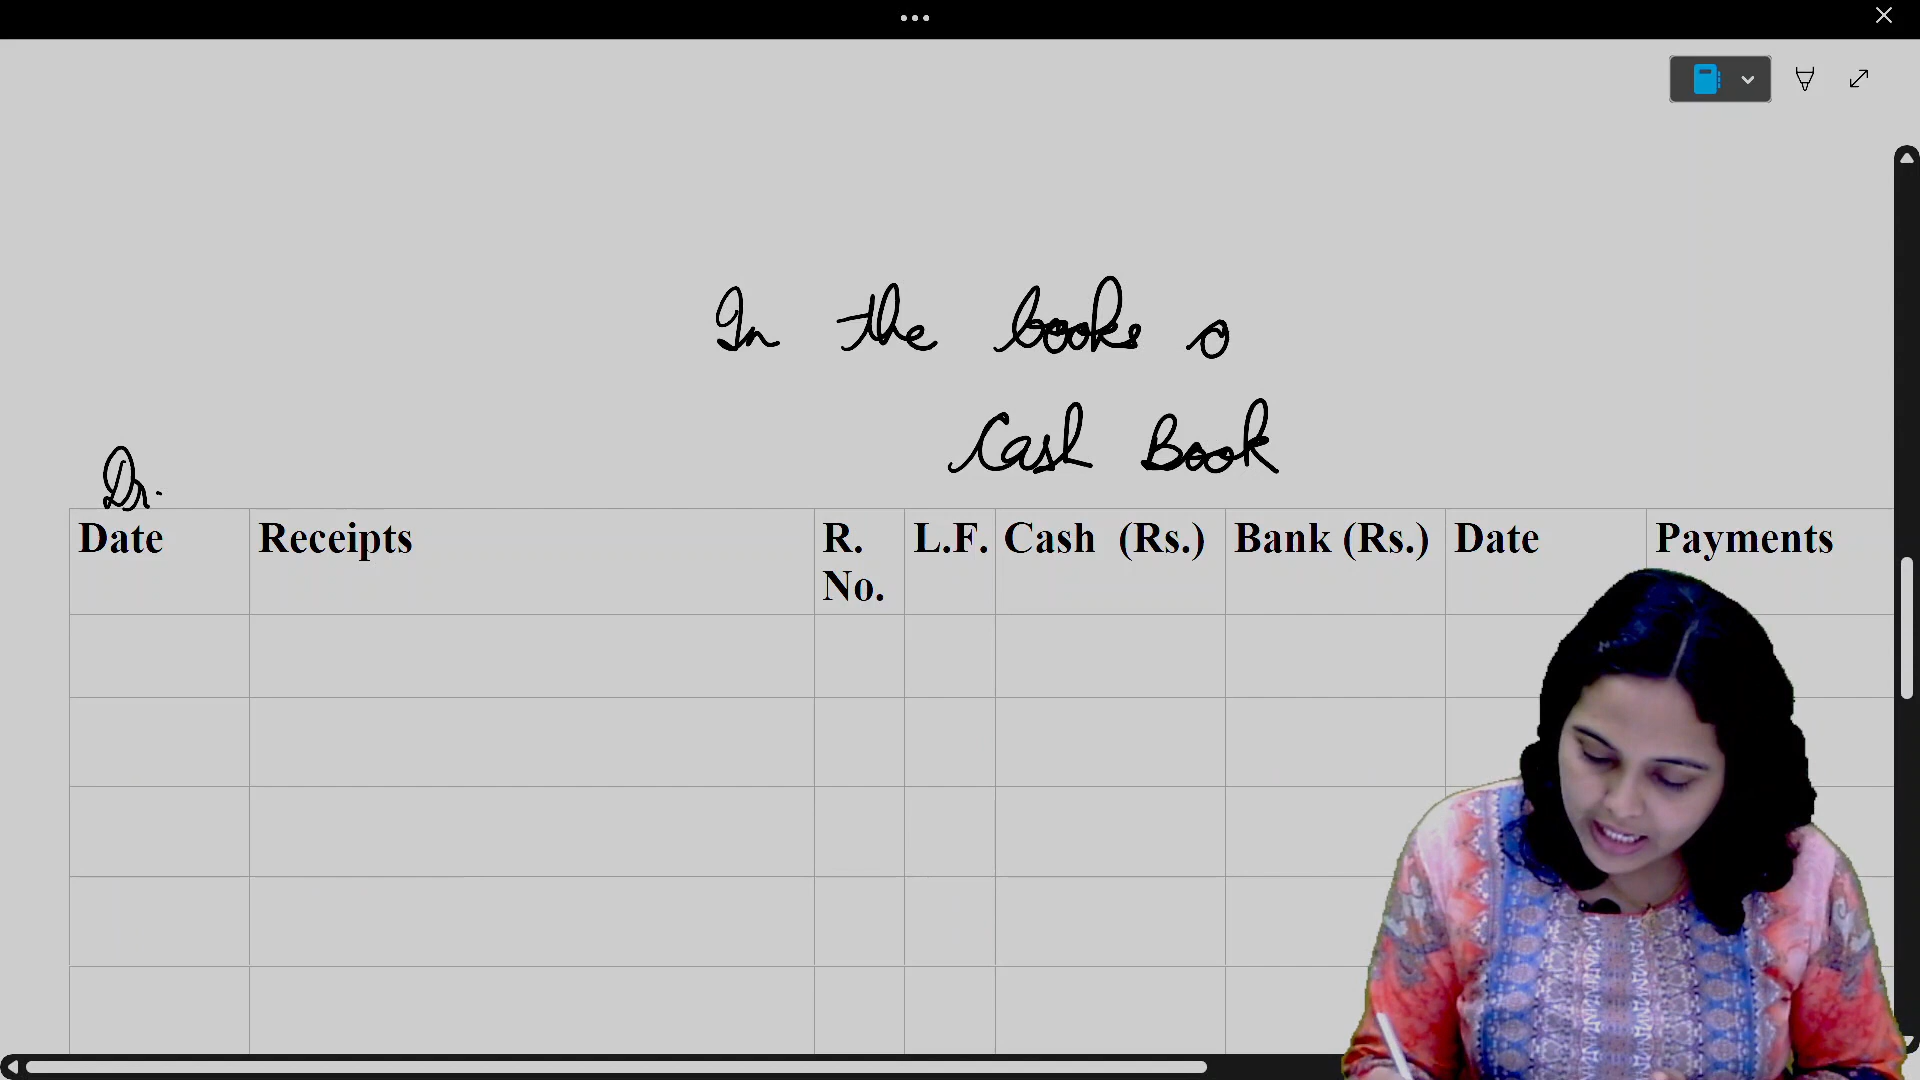 In the books o
Cash Book
Dr.
Date Receipts R. No. L.F. Cash (Rs.) Bank (Rs.) Date Payments